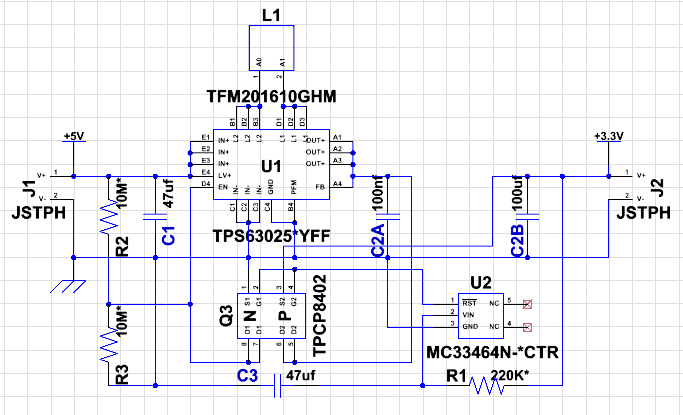 L1
A0
A1
1
2
TFM201610GHM
B1
B2
B3
D1
D2
D3
L2
L2
L2
L1
L1
L1
+5V
+3.3V
E1
IN+
OUT+
A1
E2
IN+
OUT+
A2
E3
IN+
OUT+
A3
E4
LV+
D4
EN
FB
A4
U1
IN-
IN-
IN-
GND
PFM
C1
C2
C3
C4
B4
TPS63025*YFF
J1
V+
1
V-
2
JSTPH
J2
V+
1
V-
2
JSTPH
10M*
R2
47uf
C1
100nf
C2A
100uf
C2B
10M*
R3
Q3
1
2
3
4
S1
G1
S2
G2
N
P
D1
D1
D2
D2
8
7
6
5
TPCP8402
U2
1
RST
NC
5
2
VIN
3
GND
NC
4
MC33464N-*CTR
C3
47uf
R1
220K*